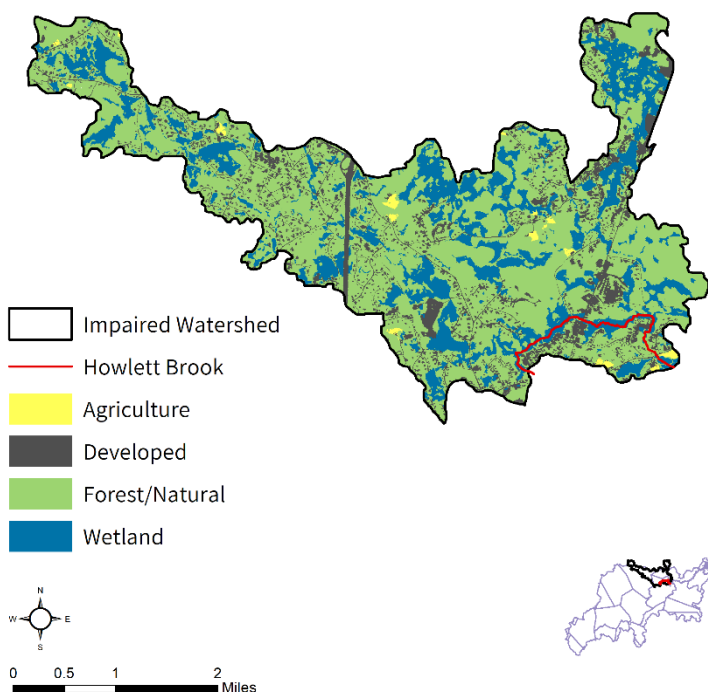 Impaired Watershed
Howlett Brook
Agriculture
Developed
Forest/Natural
Wetland
N
W E
S
0 0.5 1 2
Miles